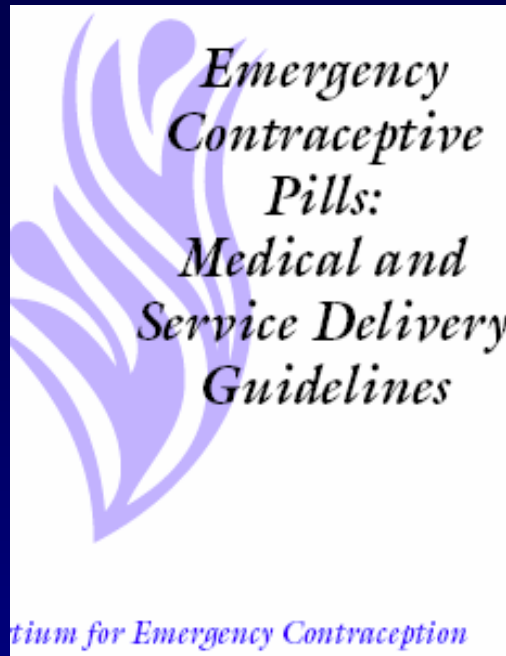 Emergency
Contraceptive
Pills:
Medical and
Service Delivery
Guidelines
tium for Emergency Contraception